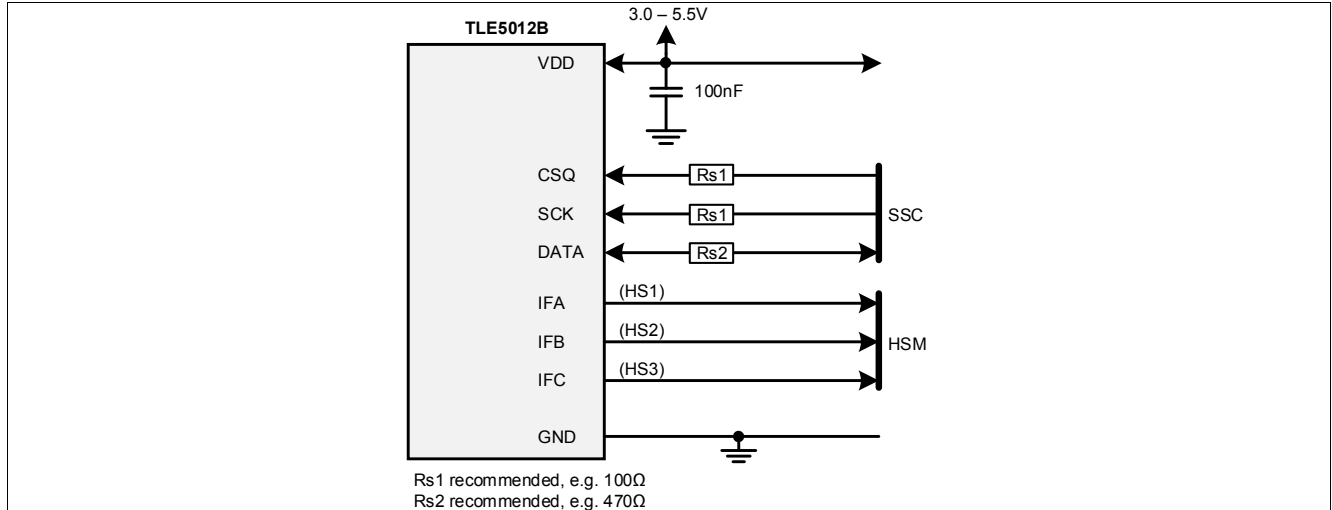 3.0 – 5.5V
TLE5012B
VDD
100nF
CSQ
Rs1
SCK
Rs1
SSC
DATA
Rs2
IFA
(HS1)
IFB
(HS2)
HSM
IFC
(HS3)
GND
Rs1 recommended, e.g. 100Ω
Rs2 recommended, e.g. 470Ω